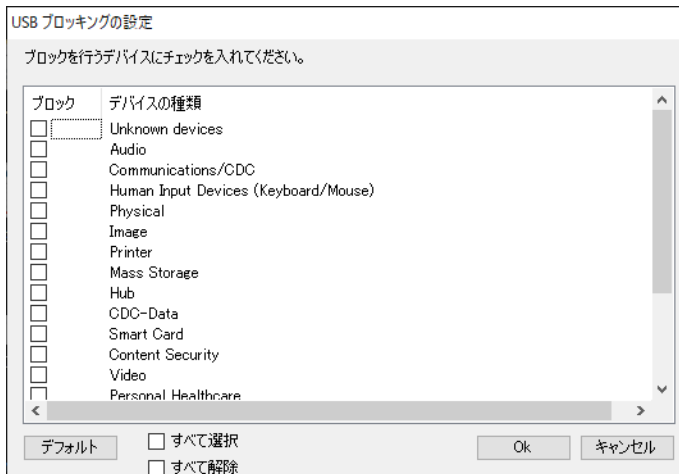 USB ブロッキングの設定
ブロックを行うデバイスにチェックを入れてください。
ブロック デバイスの種類
Unknown devices
Audio
Communications/CDC
Human Input Devices (Keyboard/Mouse)
Physical
Image
Printer
Mass Storage
Hub
CDC-Data
Smart Card
Content Security
Video
Personal Healthcare
デフォルト すべて選択 Ok キャンセル
すべて解除